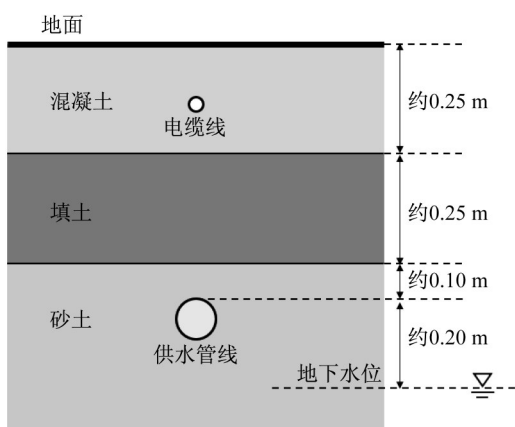 地面
混凝土
电缆线
约0.25 m
填土
约0.25 m
约0.10 m
砂土
供水管线
约0.20 m
地下水位